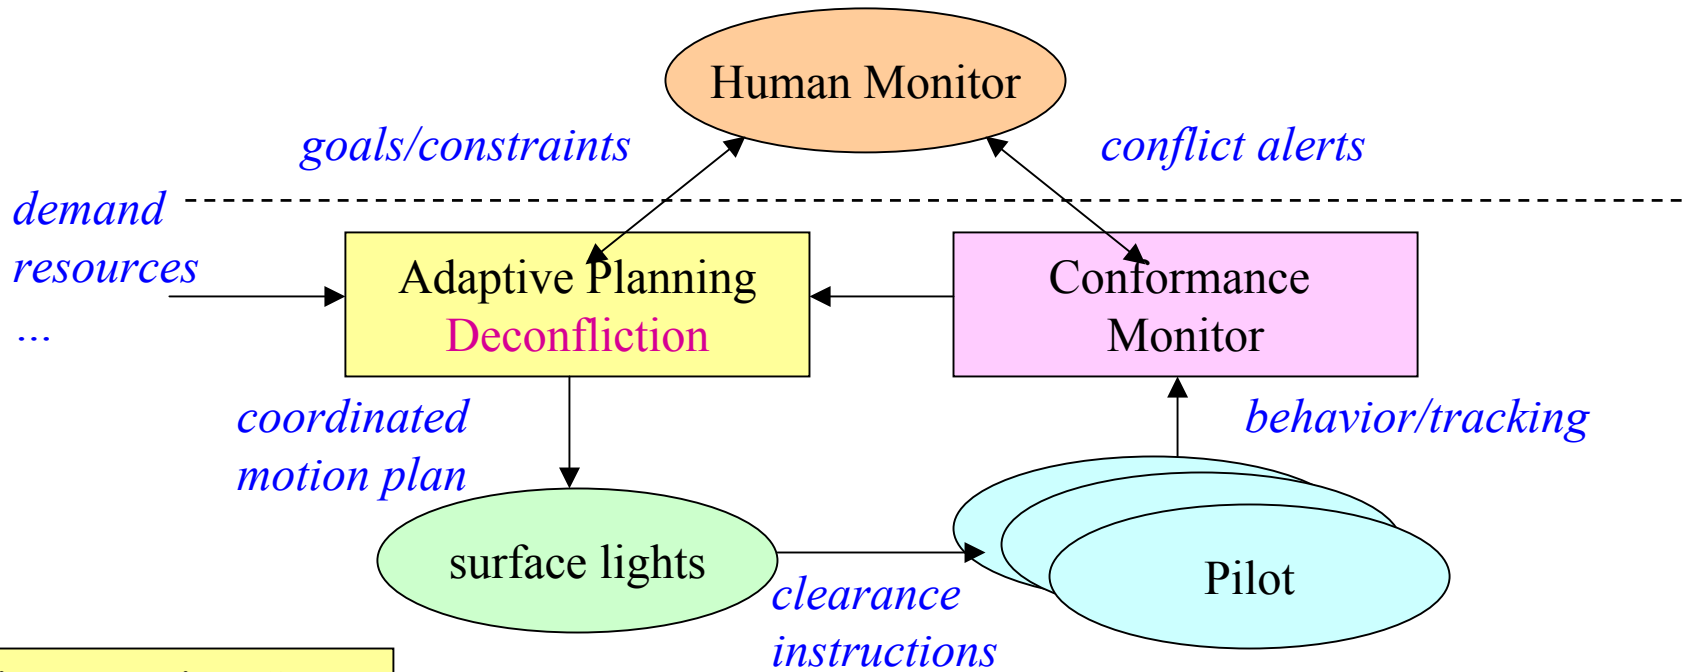 Human Monitor
goals/constraints
conflict alerts
demand
resources
...
Adaptive Planning
Deconfliction
Conformance
Monitor
coordinated
motion plan
behavior/tracking
surface lights
Pilot
clearance
instructions